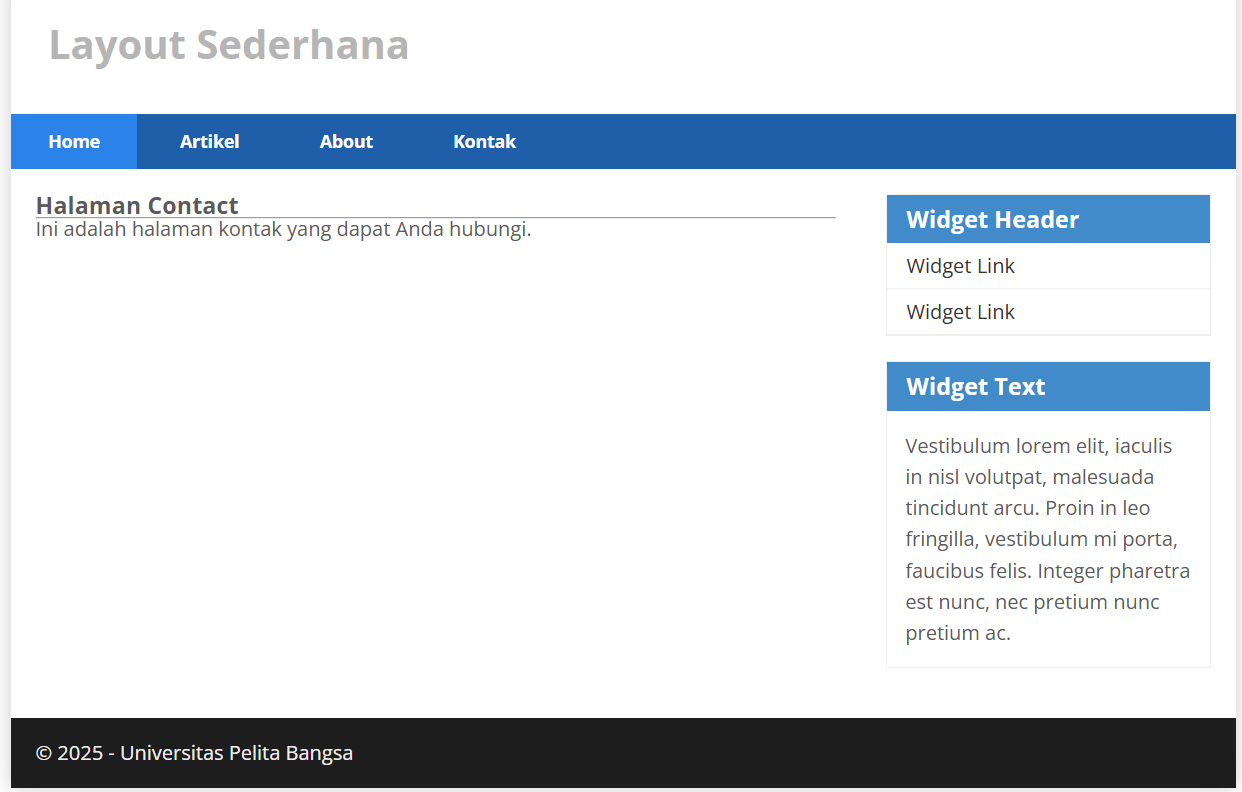 Layout Sederhana
Home Artikel About Kontak
Halaman Contact
Ini adalah halaman kontak yang dapat Anda hubungi.
Widget Header
Widget Link
Widget Link
Widget Text
Vestibulum lorem elit, iaculis
in nisl volutpat, malesuada
tincidunt arcu. Proin in leo
fringilla, vestibulum mi porta,
faucibus felis. Integer pharetra
est nunc, nec pretium nunc
pretium ac.
© 2025 - Universitas Pelita Bangsa